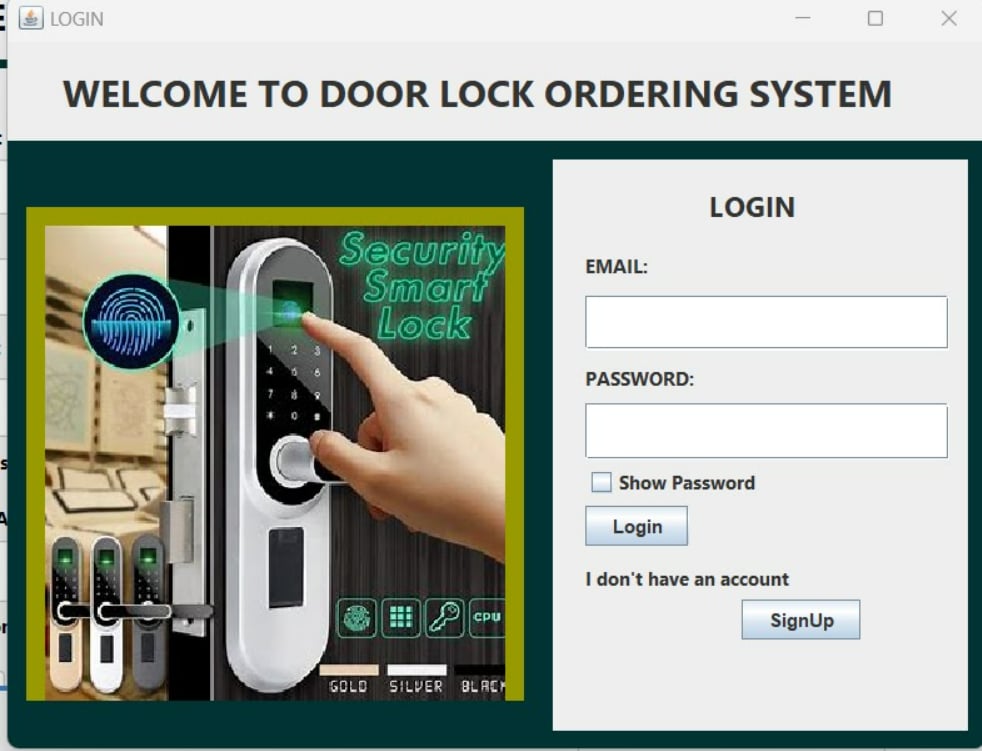 LOGIN
WELCOME TO DOOR LOCK ORDERING SYSTEM
Security
Smart
Lock
1 2 3
4 5 6
7 8 9
* 0
CPU
GOLD SILVER BLACK
LOGIN
EMAIL:
PASSWORD:
Show Password
Login
I don't have an account
SignUp